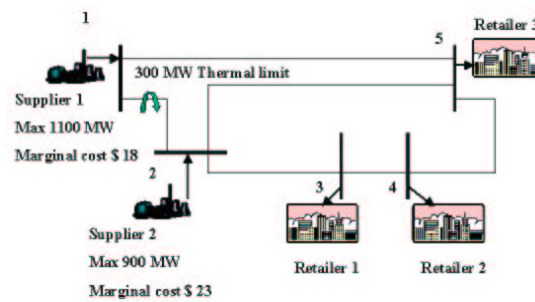 1
Retailer 3
5
300 MW Thermal limit
Supplier 1
Max 1100 MW
Marginal cost $ 18
2
3
4
Supplier 2
Max 900 MW
Marginal cost $ 23
Retailer 1
Retailer 2